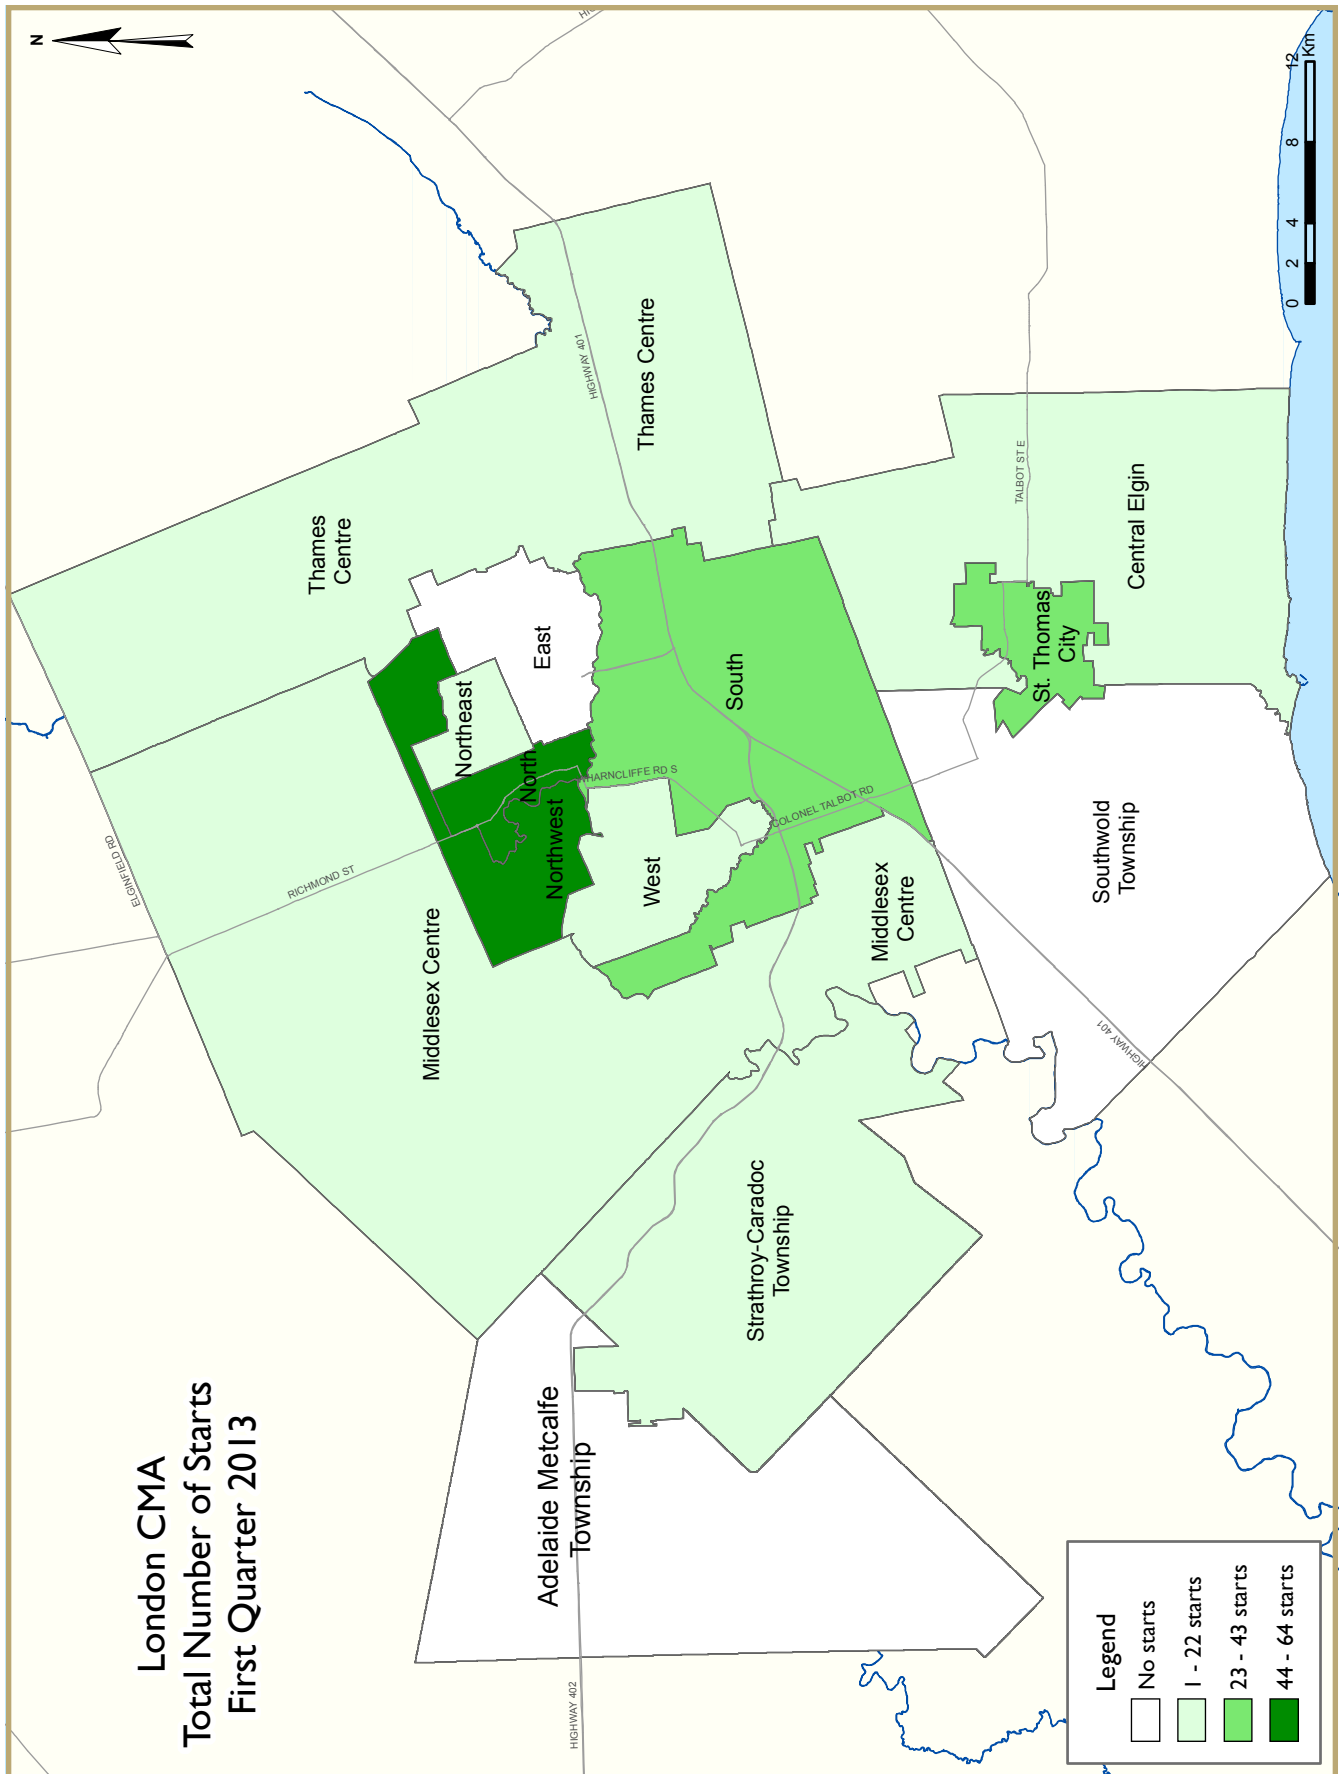 London CMA
Total Number of Starts
First Quarter 2013
N
ELGINFIELD RD
RICHMOND ST
Thames
Centre
Middlesex Centre
Northeast
East
North
Northwest
HIGHWAY 401
Thames Centre
WHARNCLIFFE RD S
West
South
Adelaide Metcalfe
Township
HIGHWAY 402
Strathroy-Caradoc
Township
COLONEL TALBOT RD
Middlesex
Centre
TALBOT ST E
St. Thomas
City
Central Elgin
Southwold
Township
HIGHWAY 401
Legend
No starts
1 - 22 starts
23 - 43 starts
44 - 64 starts
0 2 4 8 12
Km